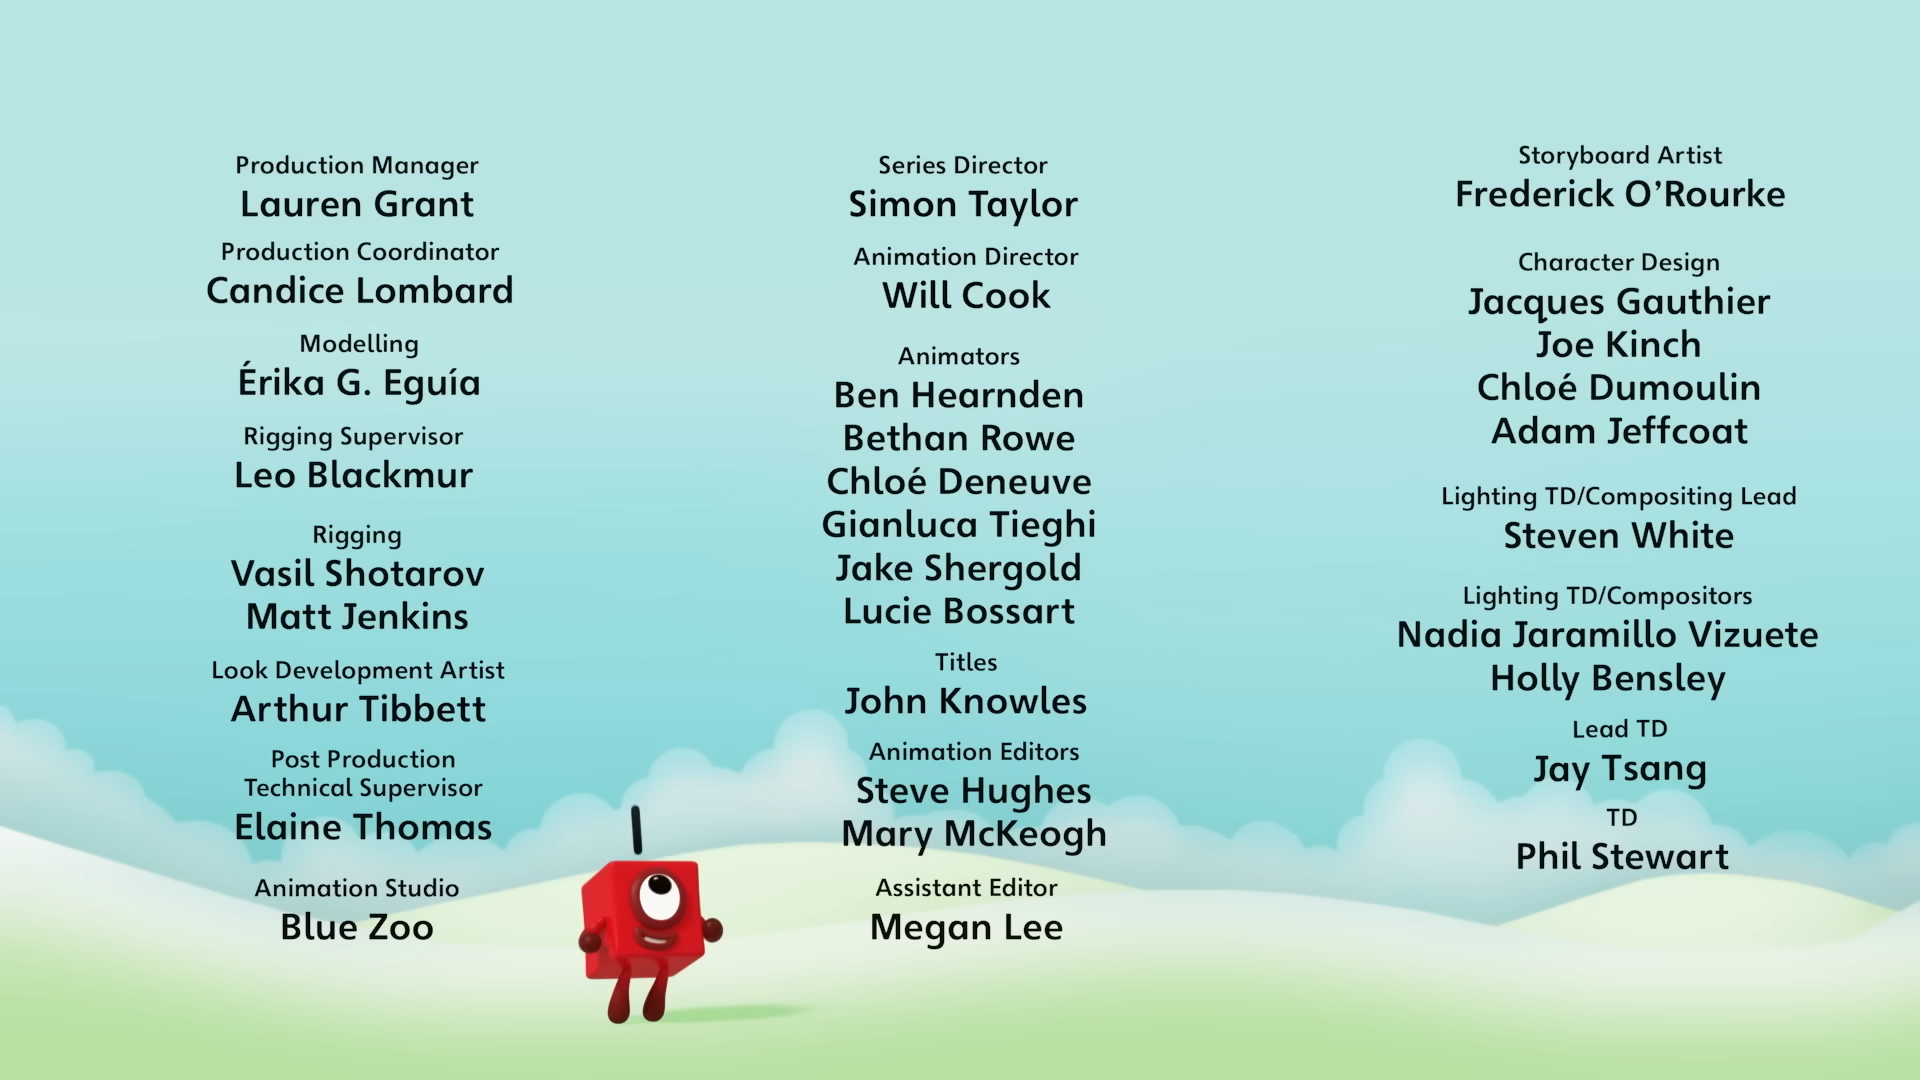 Production Manager
Lauren Grant
Production Coordinator
Candice Lombard
Modelling
Érika G. Eguía
Rigging Supervisor
Leo Blackmur
Rigging
Vasil Shotarov
Matt Jenkins
Look Development Artist
Arthur Tibbett
Post Production
Technical Supervisor
Elaine Thomas
Animation Studio
Blue Zoo
Series Director
Simon Taylor
Animation Director
Will Cook
Animators
Ben Hearnden
Bethan Rowe
Chloé Deneuve
Gianluca Tieghi
Jake Shergold
Lucie Bossart
Titles
John Knowles
Animation Editors
Steve Hughes
Mary McKeogh
Assistant Editor
Megan Lee
Storyboard Artist
Frederick O’Rourke
Character Design
Jacques Gauthier
Joe Kinch
Chloé Dumoulin
Adam Jeffcoat
Lighting TD/Compositing Lead
Steven White
Lighting TD/Compositors
Nadia Jaramillo Vizuete
Holly Bensley
Lead TD
Jay Tsang
TD
Phil Stewart